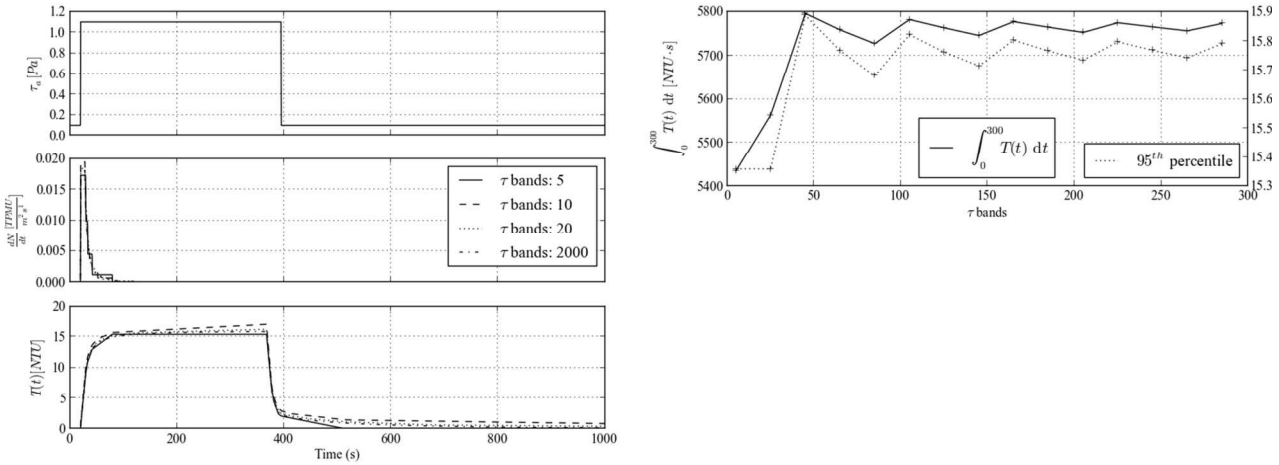 1.2
1.0
0.8
0.6
0.4
0.2
0.0
τₐ [Pa]
0.020
0.015
0.010
0.005
0.000
dN/dt [TPMU/m² s¹]
τ bands: 5
τ bands: 10
τ bands: 20
τ bands: 2000
20
15
10
5
0
T(t)[NTU]
0 200 400 600 800 1000
Time (s)
5800
5700
5600
5500
5400
∫₀³⁰⁰ T(t) dt [NTU · s]
15.9
15.8
15.7
15.6
15.5
15.4
15.3
∫₀³⁰⁰ T(t) dt
95ᵗʰ percentile
0 50 100 150 200 250 300
τ bands